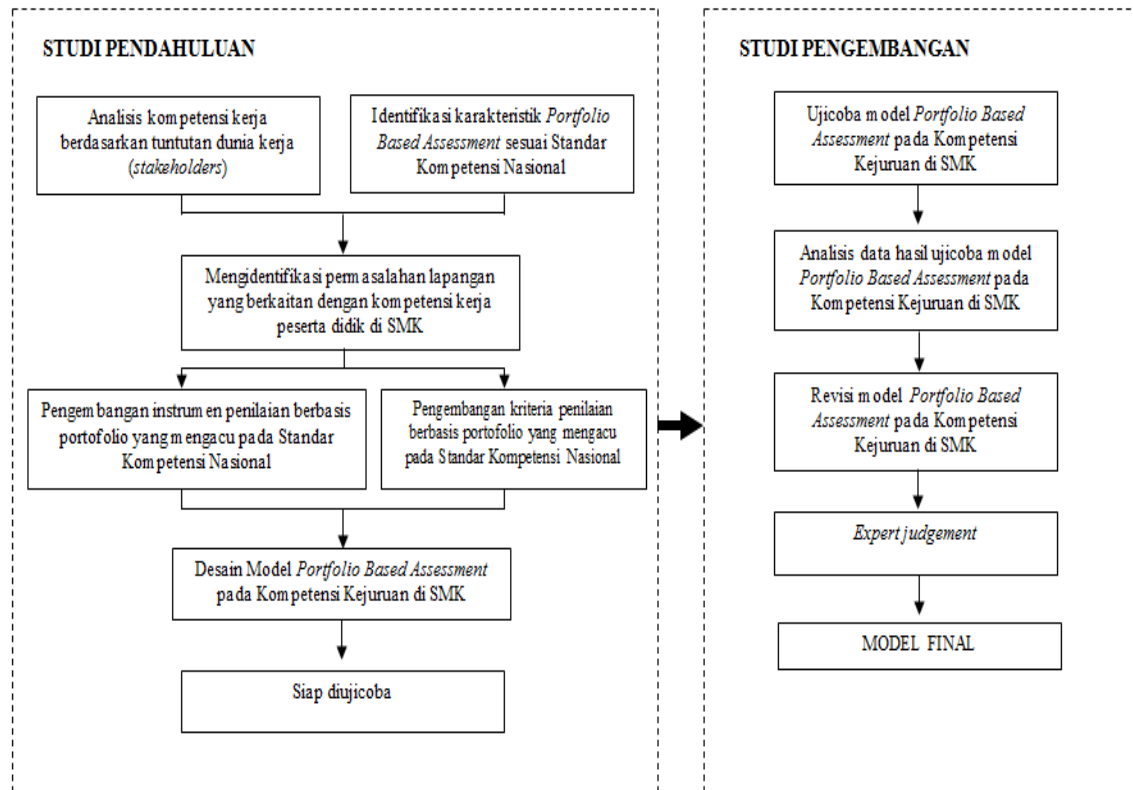 STUDI PENDAHULUAN
Analisis kompetensi kerja
berdasarkan tuntutan dunia kerja
(stakeholders)
Identifikasi karakteristik Portfolio
Based Assessment sesuai Standar
Kompetensi Nasional
Mengidentifikasi permasalahan lapangan
yang berkaitan dengan kompetensi kerja
peserta didik di SMK
Pengembangan instrumen penilaian berbasis
portofolio yang mengacu pada Standar
Kompetensi Nasional
Pengembangan kriteria penilaian
berbasis portofolio yang mengacu
pada Standar Kompetensi Nasional
Desain Model Portfolio Based Assessment
pada Kompetensi Kejuruan di SMK
Siap diujicoba
STUDI PENGEMBANGAN
Ujicoba model Portfolio Based
Assessment pada Kompetensi
Kejuruan di SMK
Analisis data hasil ujicoba model
Portfolio Based Assessment pada
Kompetensi Kejuruan di SMK
Revisi model Portfolio Based
Assessment pada Kompetensi
Kejuruan di SMK
Expert judgement
MODEL FINAL